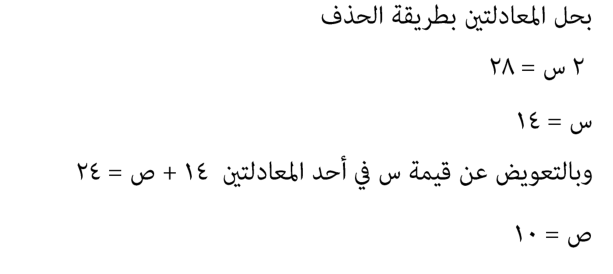 بحل المعادلتين بطريقة الحذف
٢ س = ٢٨
س = ١٤
وبالتعويض عن قيمة س في أحد المعادلتين ١٤ + ص = ٢٤
ص = ١٠